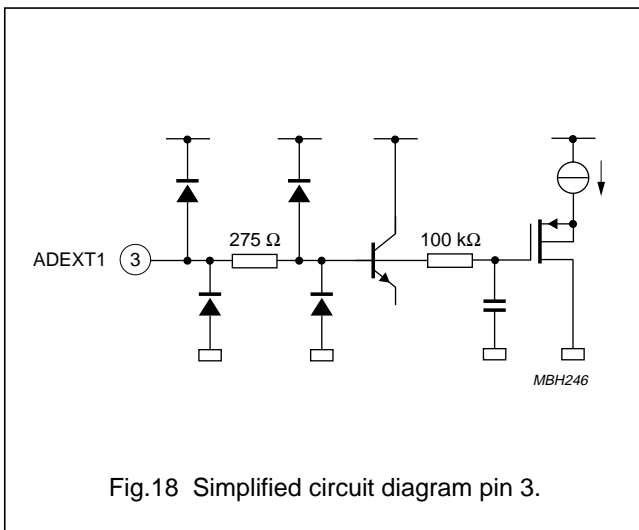 275 Ω
100 kΩ
ADEXT1
3
MBH246
Fig.18 Simplified circuit diagram pin 3.